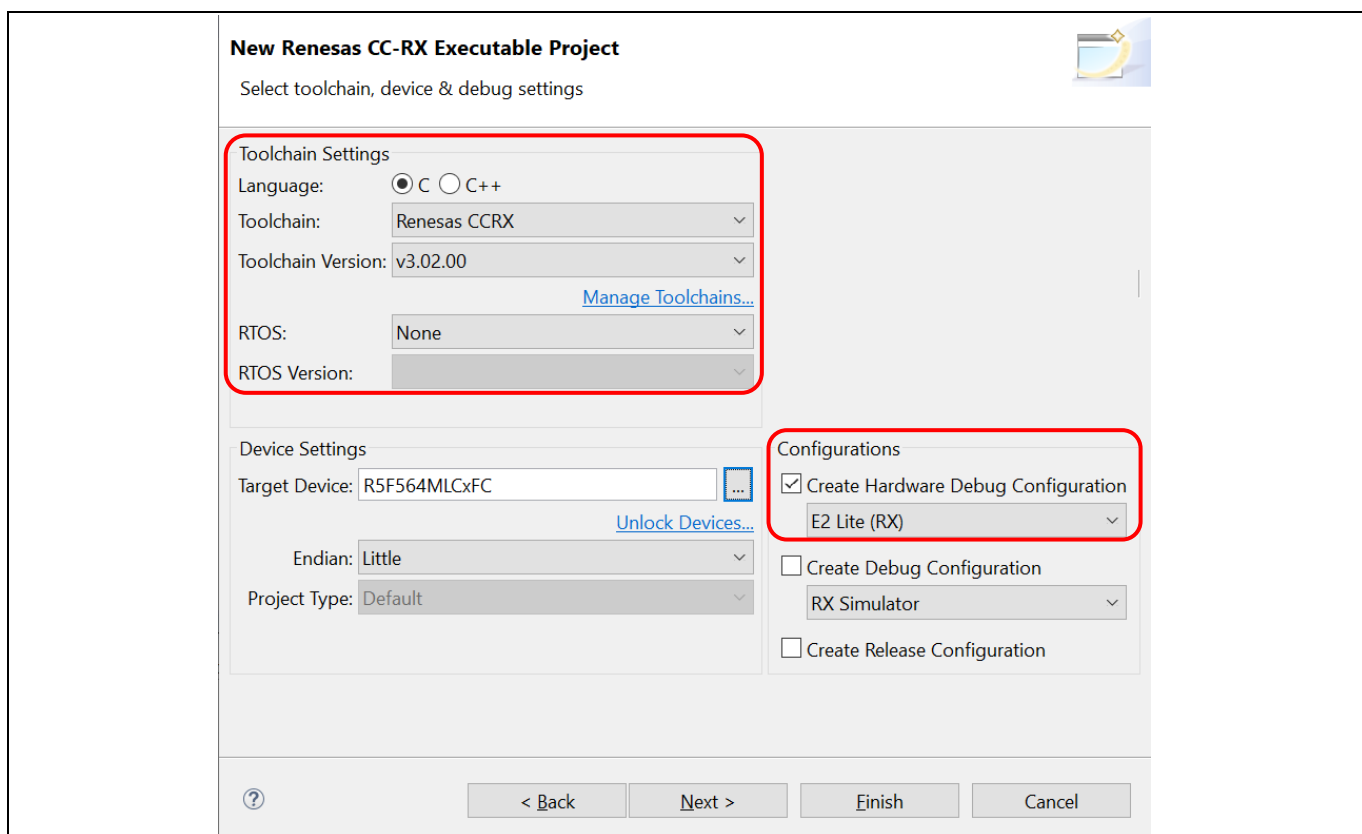 New Renesas CC-RX Executable Project
Select toolchain, device & debug settings
Toolchain Settings
Language: C C++
Toolchain: Renesas CCRX
Toolchain Version: v3.02.00
Manage Toolchains...
RTOS: None
RTOS Version:
Device Settings
Target Device: R5F564MLCxFC ...
Unlock Devices...
Endian: Little
Project Type: Default
Configurations
Create Hardware Debug Configuration
E2 Lite (RX)
Create Debug Configuration
RX Simulator
Create Release Configuration
? < Back Next > Finish Cancel